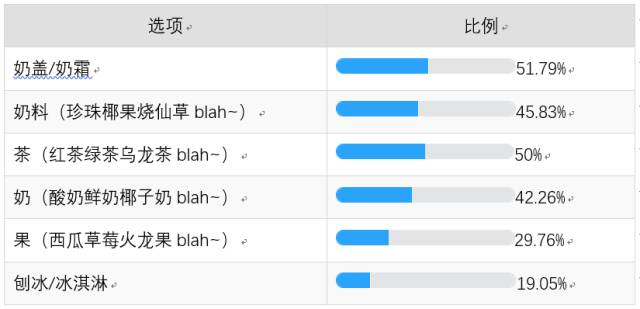 选项 比例
奶盖/奶霜 51.79%
奶料（珍珠椰果烧仙草 blah~） 45.83%
茶（红茶绿茶乌龙茶 blah~） 50%
奶（酸奶鲜奶椰子奶 blah~） 42.26%
果（西瓜草莓火龙果 blah~） 29.76%
刨冰/冰淇淋 19.05%